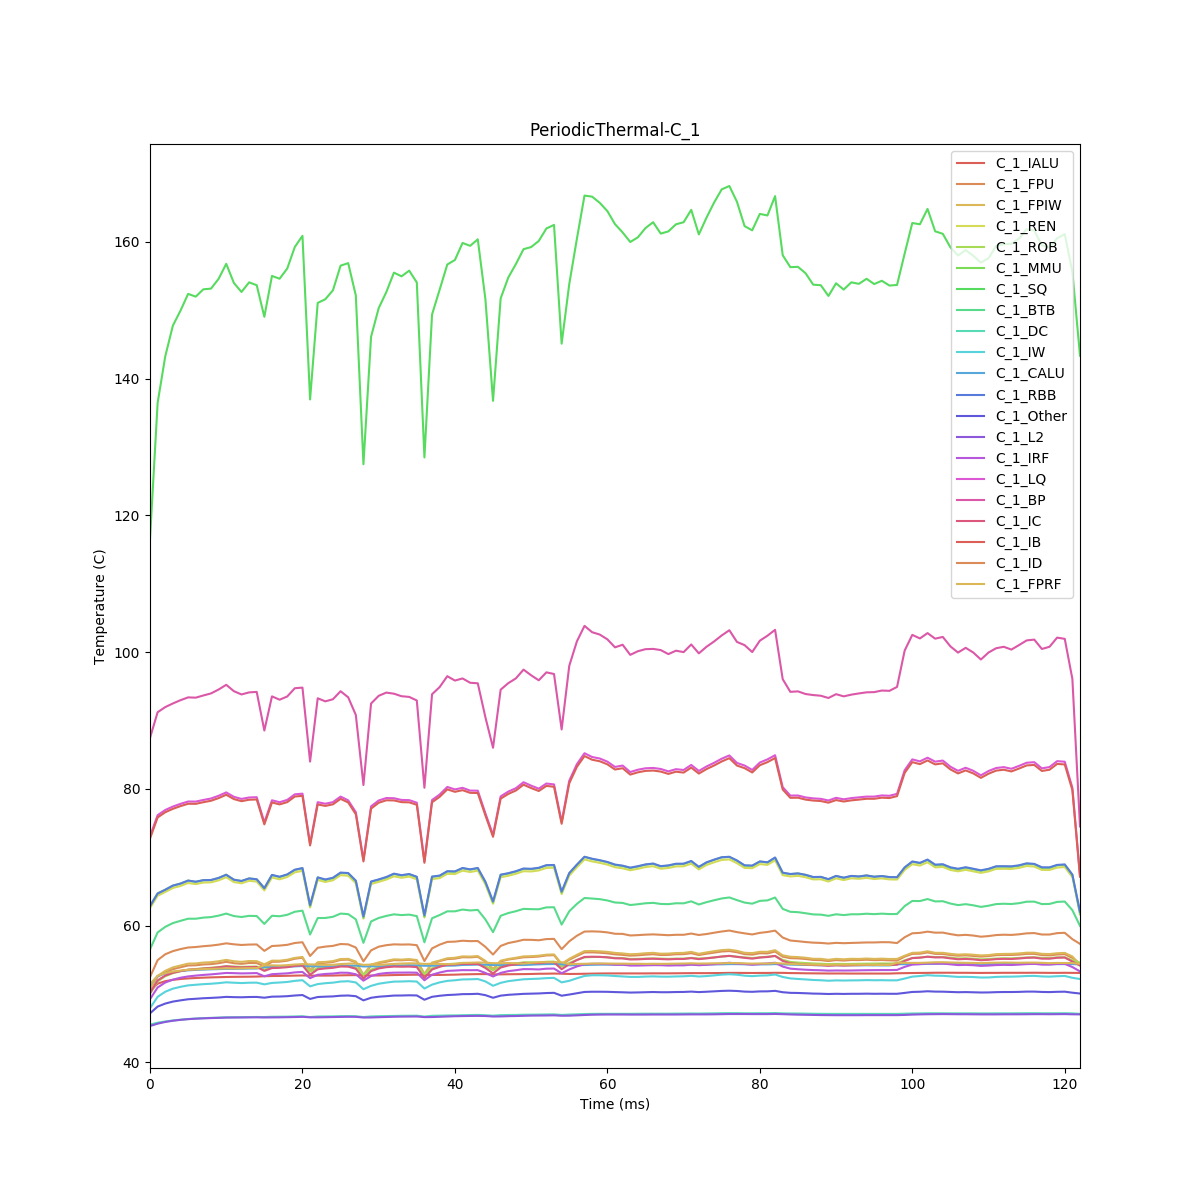 PeriodicThermal-C_1
C_1_IALU
C_1_FPU
C_1_FPIW
C_1_REN
C_1_ROB
C_1_MMU
C_1_SQ
C_1_BTB
C_1_DC
C_1_IW
C_1_CALU
C_1_RBB
C_1_Other
C_1_L2
C_1_IRF
C_1_LQ
C_1_BP
C_1_IC
C_1_IB
C_1_ID
C_1_FPRF
Temperature (C)
160
140
120
100
80
60
40
0 20 40 60 80 100 120
Time (ms)